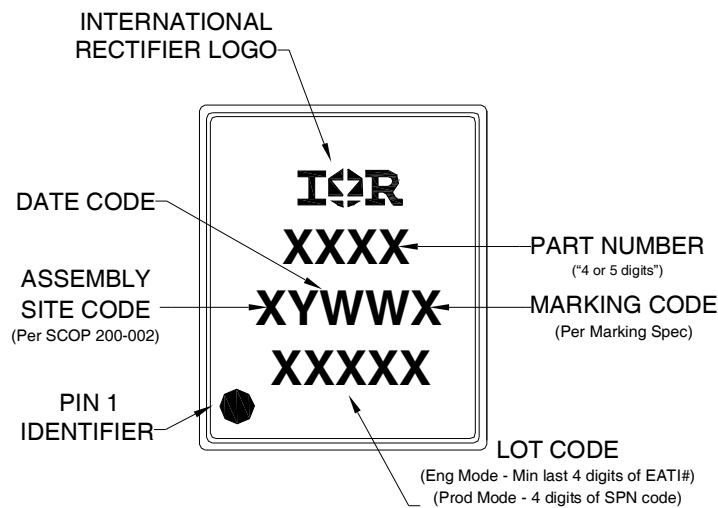 INTERNATIONAL
RECTIFIER LOGO
IOR
DATE CODE
XXXX
PART NUMBER
(“4 or 5 digits”)
ASSEMBLY
SITE CODE
(Per SCOP 200-002)
XYWWX
MARKING CODE
(Per Marking Spec)
XXXXX
PIN 1
IDENTIFIER
LOT CODE
(Eng Mode - Min last 4 digits of EATI#)
(Prod Mode - 4 digits of SPN code)